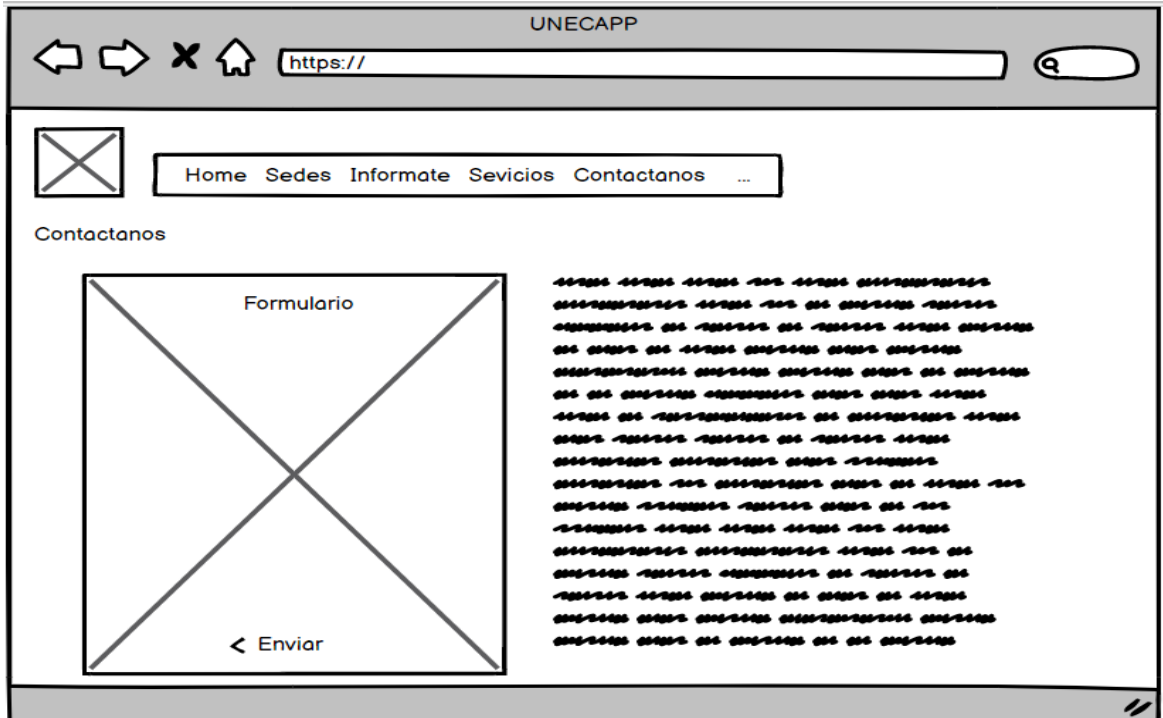 UNECAPP
https://
Home Sedes Informate Sevicios Contactanos ...
Contactanos
Formulario
< Enviar